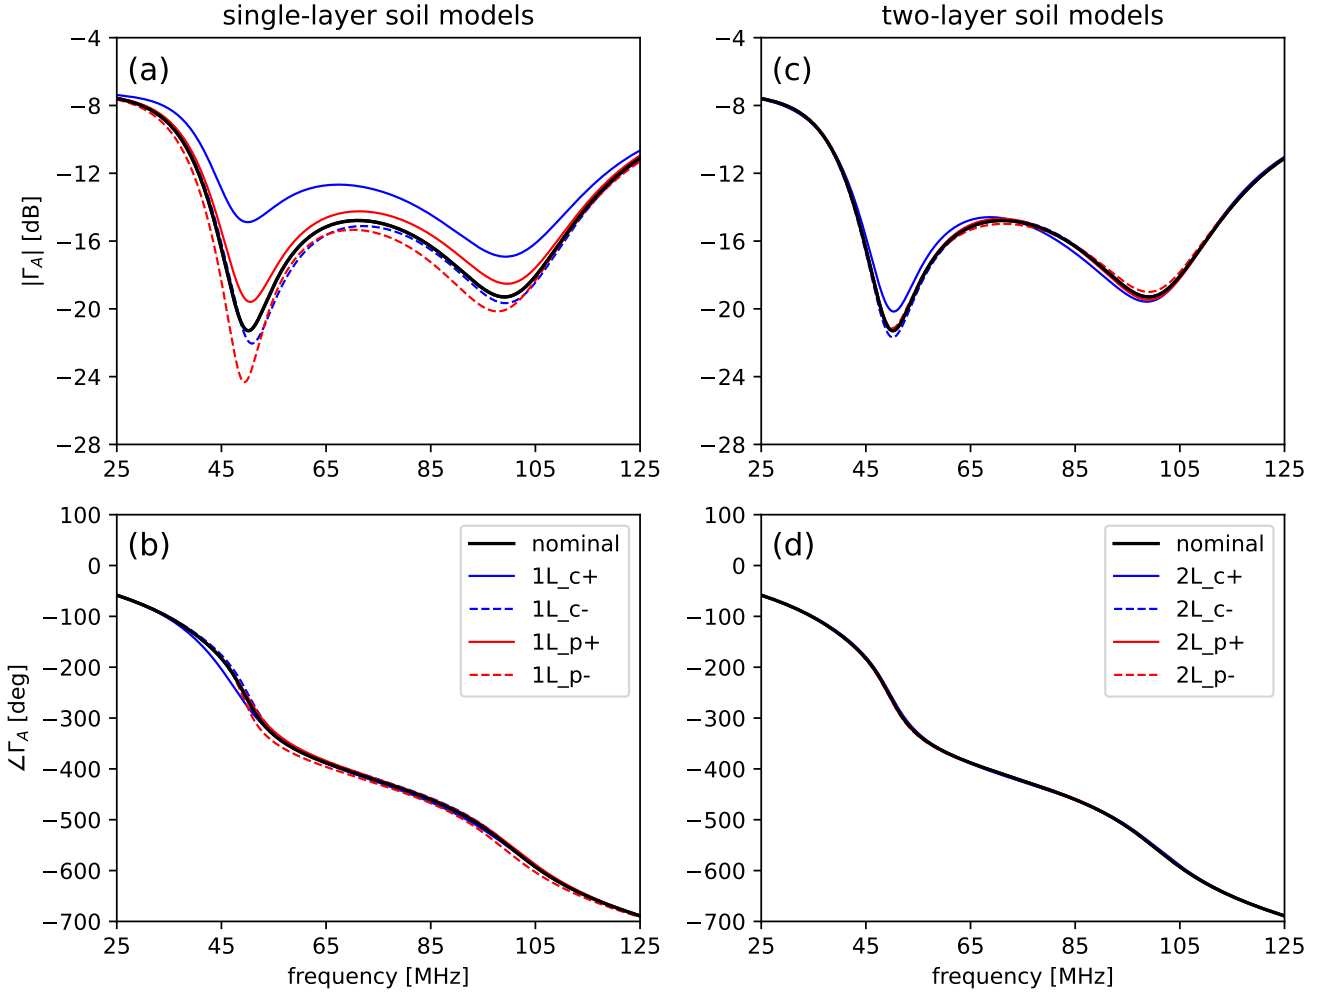 single-layer soil models
two-layer soil models
(a)
−4
−8
−12
−16
−20
−24
−28
|Γ_A| [dB]
25
45
65
85
105
125
(c)
−4
−8
−12
−16
−20
−24
−28
25
45
65
85
105
125
(b)
100
0
−100
−200
−300
−400
−500
−600
−700
∠Γ_A [deg]
nominal
1L_c+
1L_c-
1L_p+
1L_p-
25
45
65
85
105
125
frequency [MHz]
(d)
100
0
−100
−200
−300
−400
−500
−600
−700
nominal
2L_c+
2L_c-
2L_p+
2L_p-
25
45
65
85
105
125
frequency [MHz]